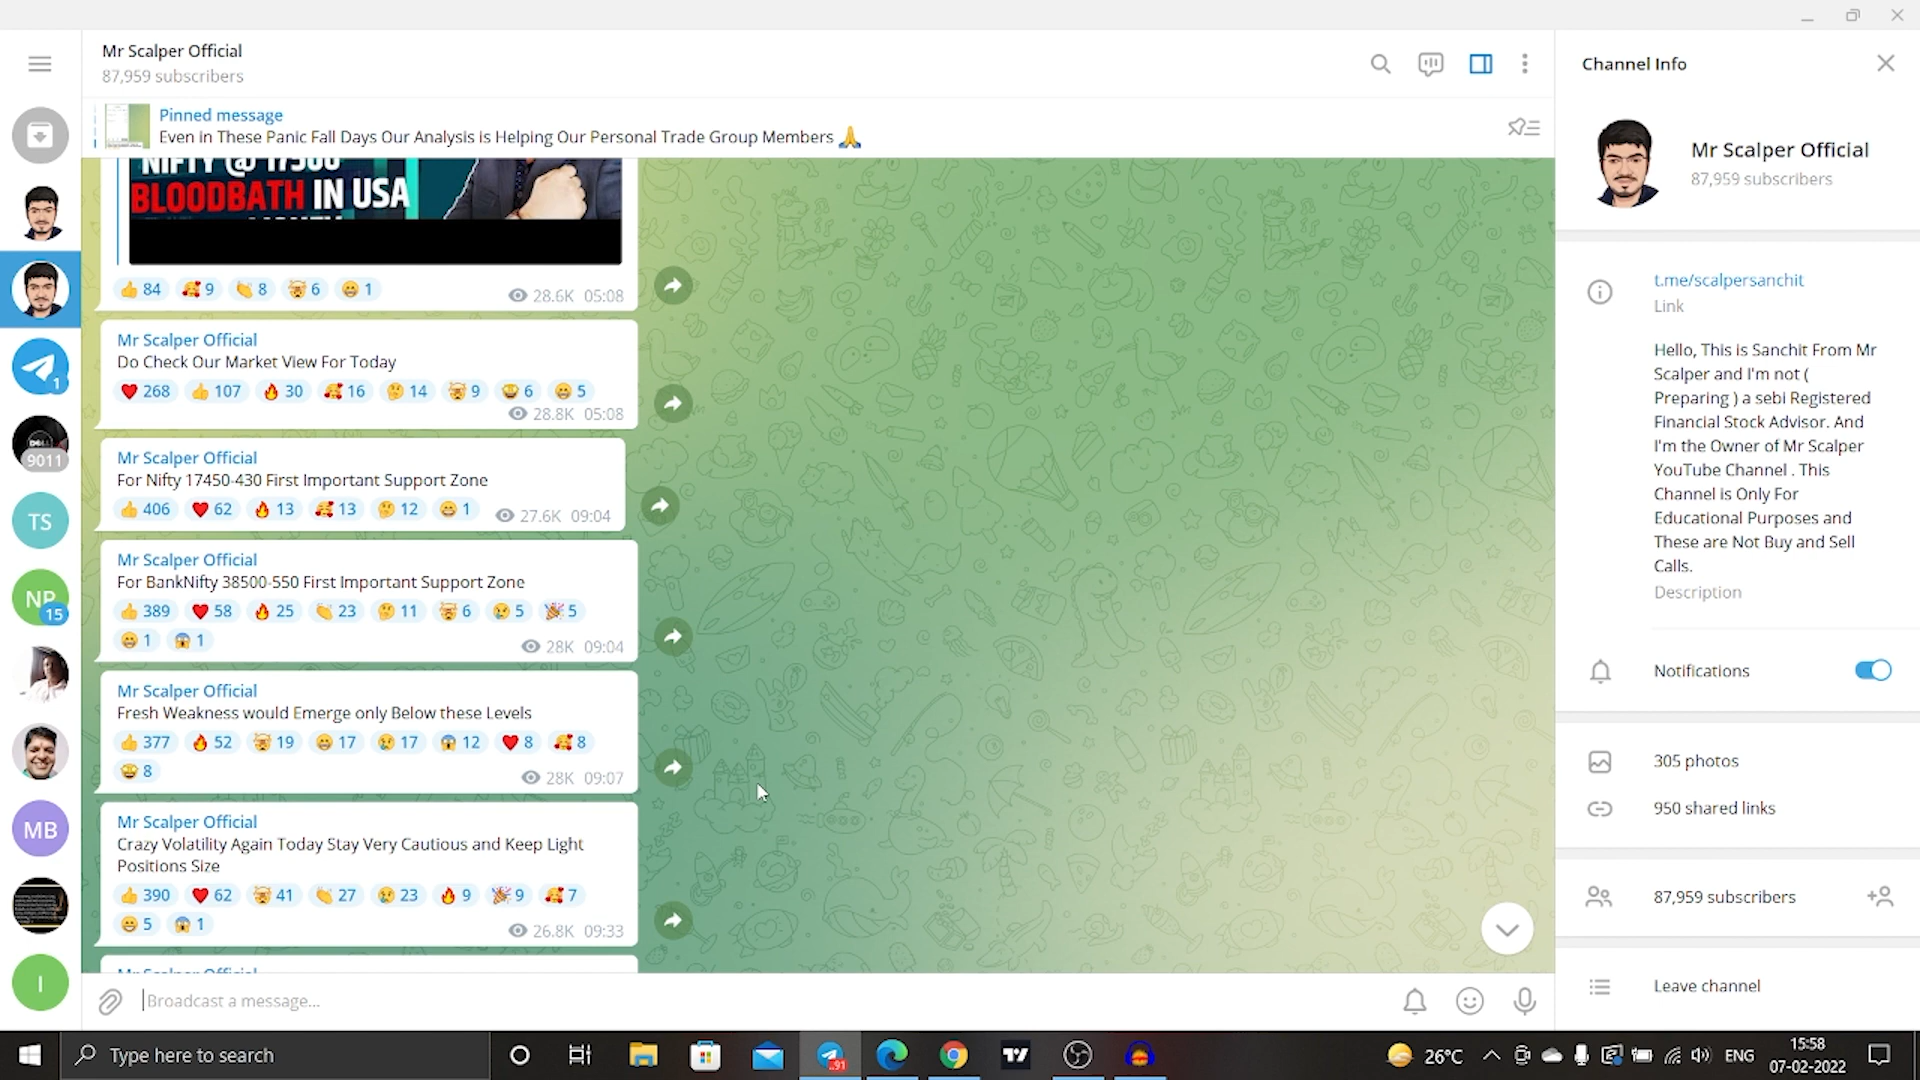 Mr Scalper Official
87,959 subscribers
Pinned message
Even in These Panic Fall Days Our Analysis is Helping Our Personal Trade Group Members 🙏
NIFTY @ 17300
BLOODBATH IN USA
👍 84 🥰 9 👏 8 🤯 6 😁 1
28.6K 05:08
Mr Scalper Official
Do Check Our Market View For Today
❤ 268 👍 107 🔥 30 🥰 16 🤔 14 🤯 9 🤩 6 😁 5
28.8K 05:08
Mr Scalper Official
For Nifty 17450-430 First Important Support Zone
👍 406 ❤ 62 🔥 13 🥰 13 🤔 12 😁 1 27.6K 09:04
Mr Scalper Official
For BankNifty 38500-550 First Important Support Zone
👍 389 ❤ 58 🔥 25 👏 23 🤔 11 🤯 6 😢 5 🎉 5
😁 1 😱 1 28K 09:04
Mr Scalper Official
Fresh Weakness would Emerge only Below these Levels
👍 377 🔥 52 🤯 19 😁 17 😢 17 😱 12 ❤ 8 🥰 8
🤩 8 28K 09:07
Mr Scalper Official
Crazy Volatility Again Today Stay Very Cautious and Keep Light
Positions Size
👍 390 ❤ 62 🤯 41 👏 27 😢 23 🔥 9 🎉 9 🥰 7
😁 5 😱 1 26.8K 09:33
Mr Scalper Official
Broadcast a message...
1
DELL
9011
TS
NP
15
MB
I
Channel Info
Mr Scalper Official
87,959 subscribers
t.me/scalpersanchit
Link
Hello, This is Sanchit From Mr
Scalper and I'm not (
Preparing ) a sebi Registered
Financial Stock Advisor. And
I'm the Owner of Mr Scalper
YouTube Channel . This
Channel is Only For
Educational Purposes and
These are Not Buy and Sell
Calls.
Description
Notifications
305 photos
950 shared links
87,959 subscribers
Leave channel
Type here to search
91
26°C
ENG
15:58
07-02-2022